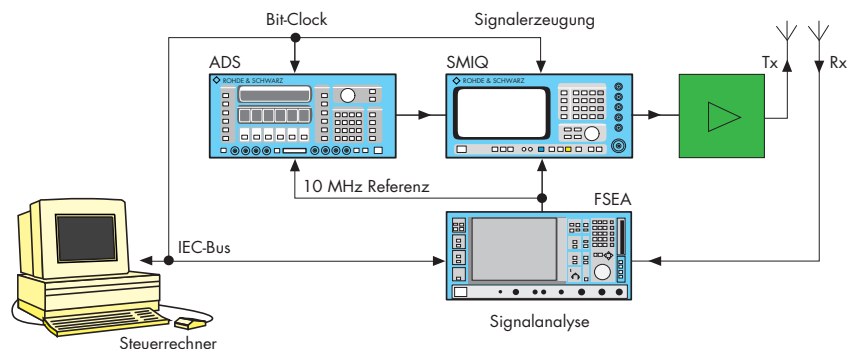 Bit-Clock
Signalerzeugung
ADS
SMIQ
Tx
Rx
ROHDE & SCHWARZ
ROHDE & SCHWARZ
10 MHz Referenz
FSEA
IEC-Bus
Signalanalyse
Steuerrechner